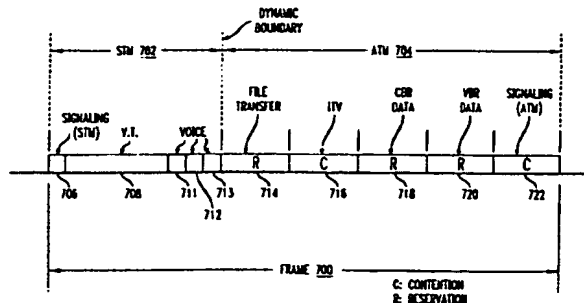 DYNAMIC
BOUNDARY
STM 702
ATM 704
SIGNALING
(STM)
V.T.
VOICE
FILE
TRANSFER
ITV
CBR
DATA
VBR
DATA
SIGNALING
(ATM)
R C R R C
706 708 711 712 713 714 716 718 720 722
FRAME 700
C: CONTENTION
R: RESERVATION